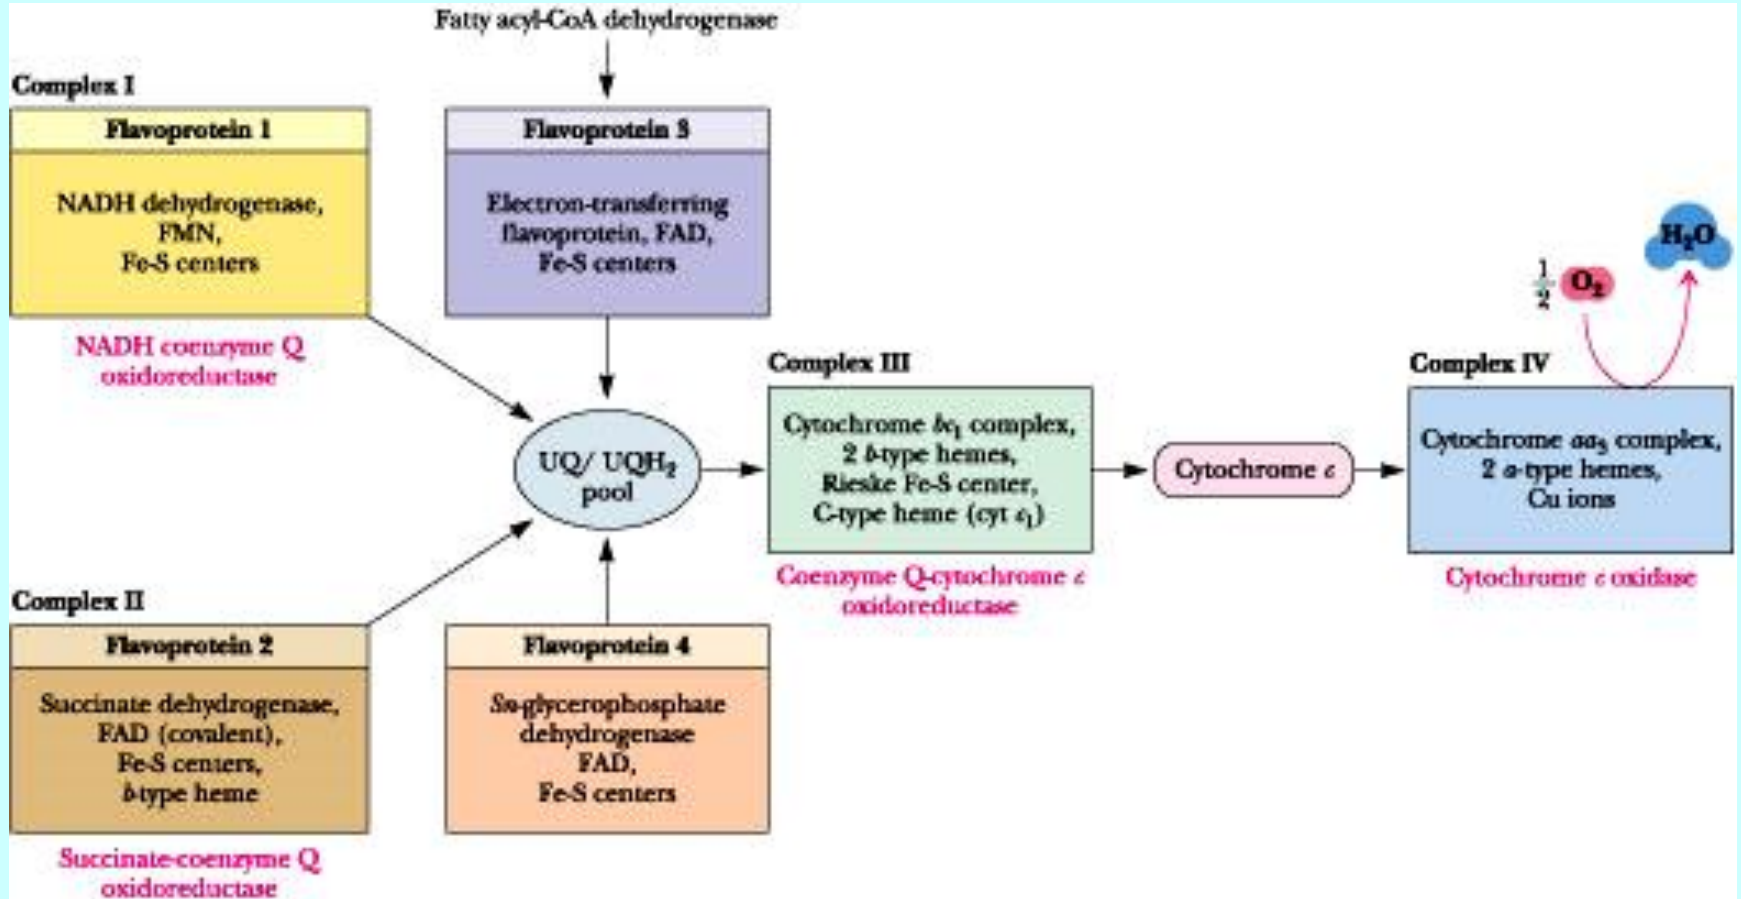 Fatty acyl-CoA dehydrogenase
Complex I
Flavoprotein 1
NADH dehydrogenase,
FMN,
Fe-S centers
NADH coenzyme Q
oxidoreductase
Flavoprotein 3
Electron-transferring
flavoprotein, FAD,
Fe-S centers
UQ/ UQH₂
pool
Complex II
Flavoprotein 2
Succinate dehydrogenase,
FAD (covalent),
Fe-S centers,
b-type heme
Succinate-coenzyme Q
oxidoreductase
Flavoprotein 4
Sn-glycerophosphate
dehydrogenase
FAD,
Fe-S centers
Complex III
Cytochrome bc₁ complex,
2 b-type hemes,
Rieske Fe-S center,
C-type heme (cyt c₁)
Coenzyme Q-cytochrome c
oxidoreductase
Cytochrome c
½ O₂
H₂O
Complex IV
Cytochrome aa₃ complex,
2 a-type hemes,
Cu ions
Cytochrome c oxidase